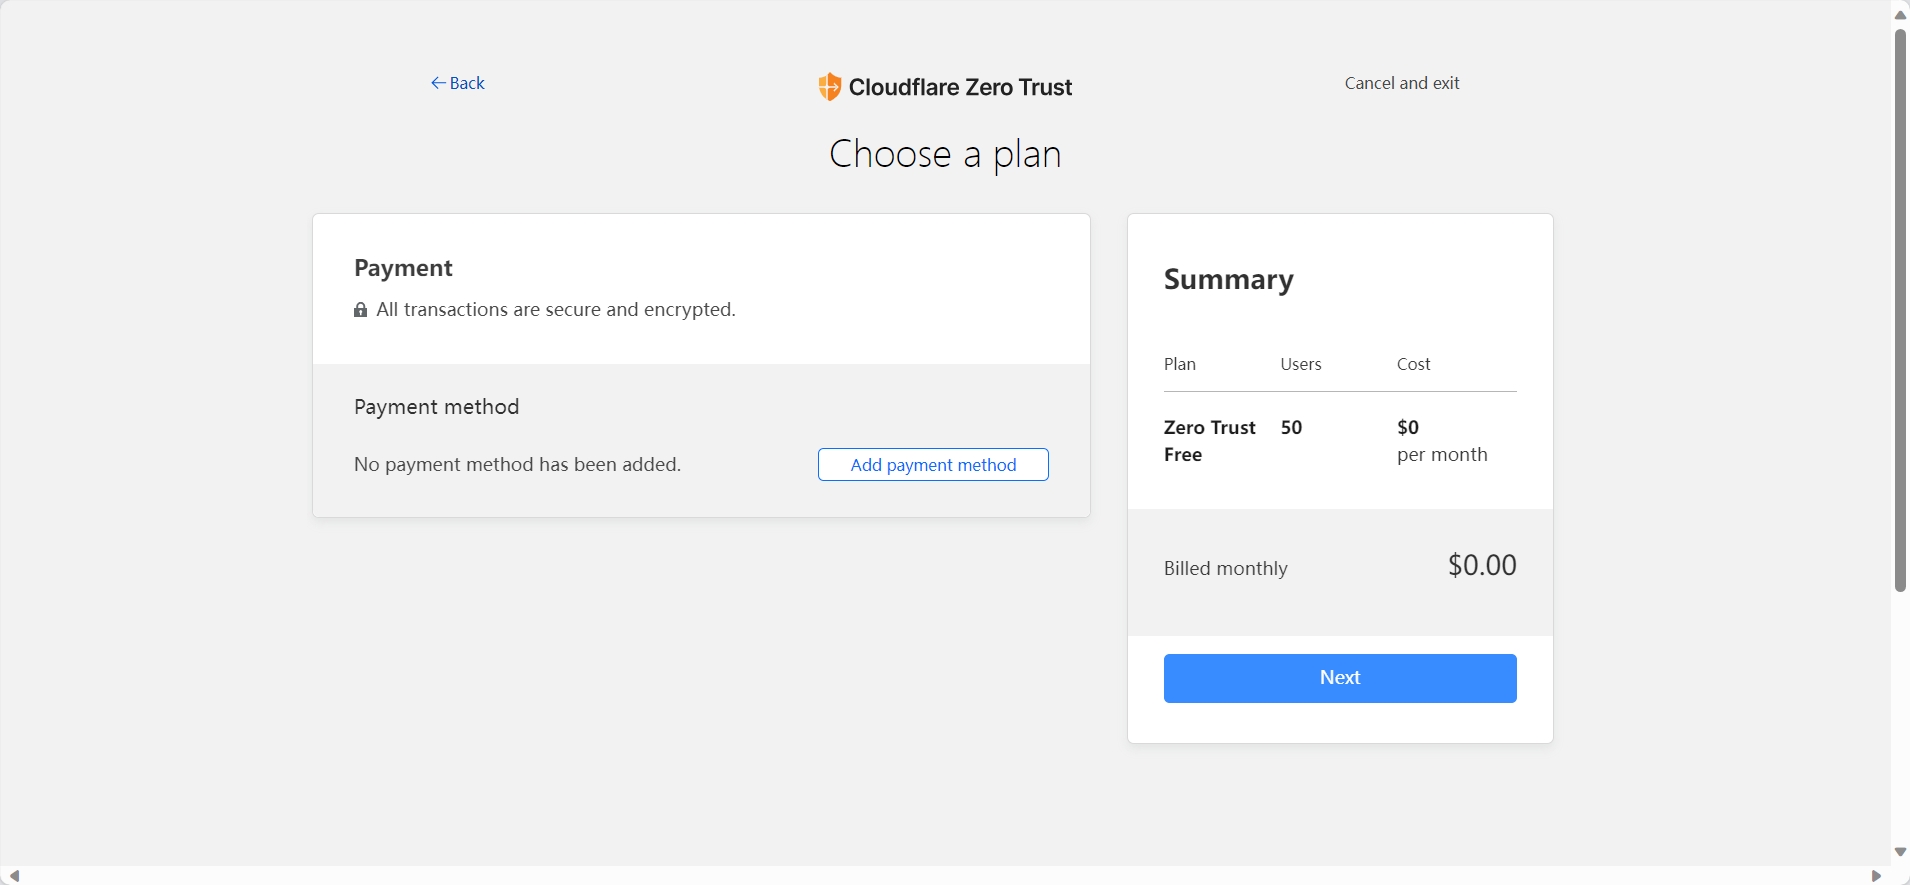 Back
Cloudflare Zero Trust
Cancel and exit
Choose a plan
Payment
All transactions are secure and encrypted.
Payment method
No payment method has been added.
Add payment method
Summary
Plan Users Cost
Zero Trust 50 $0
Free per month
Billed monthly $0.00
Next